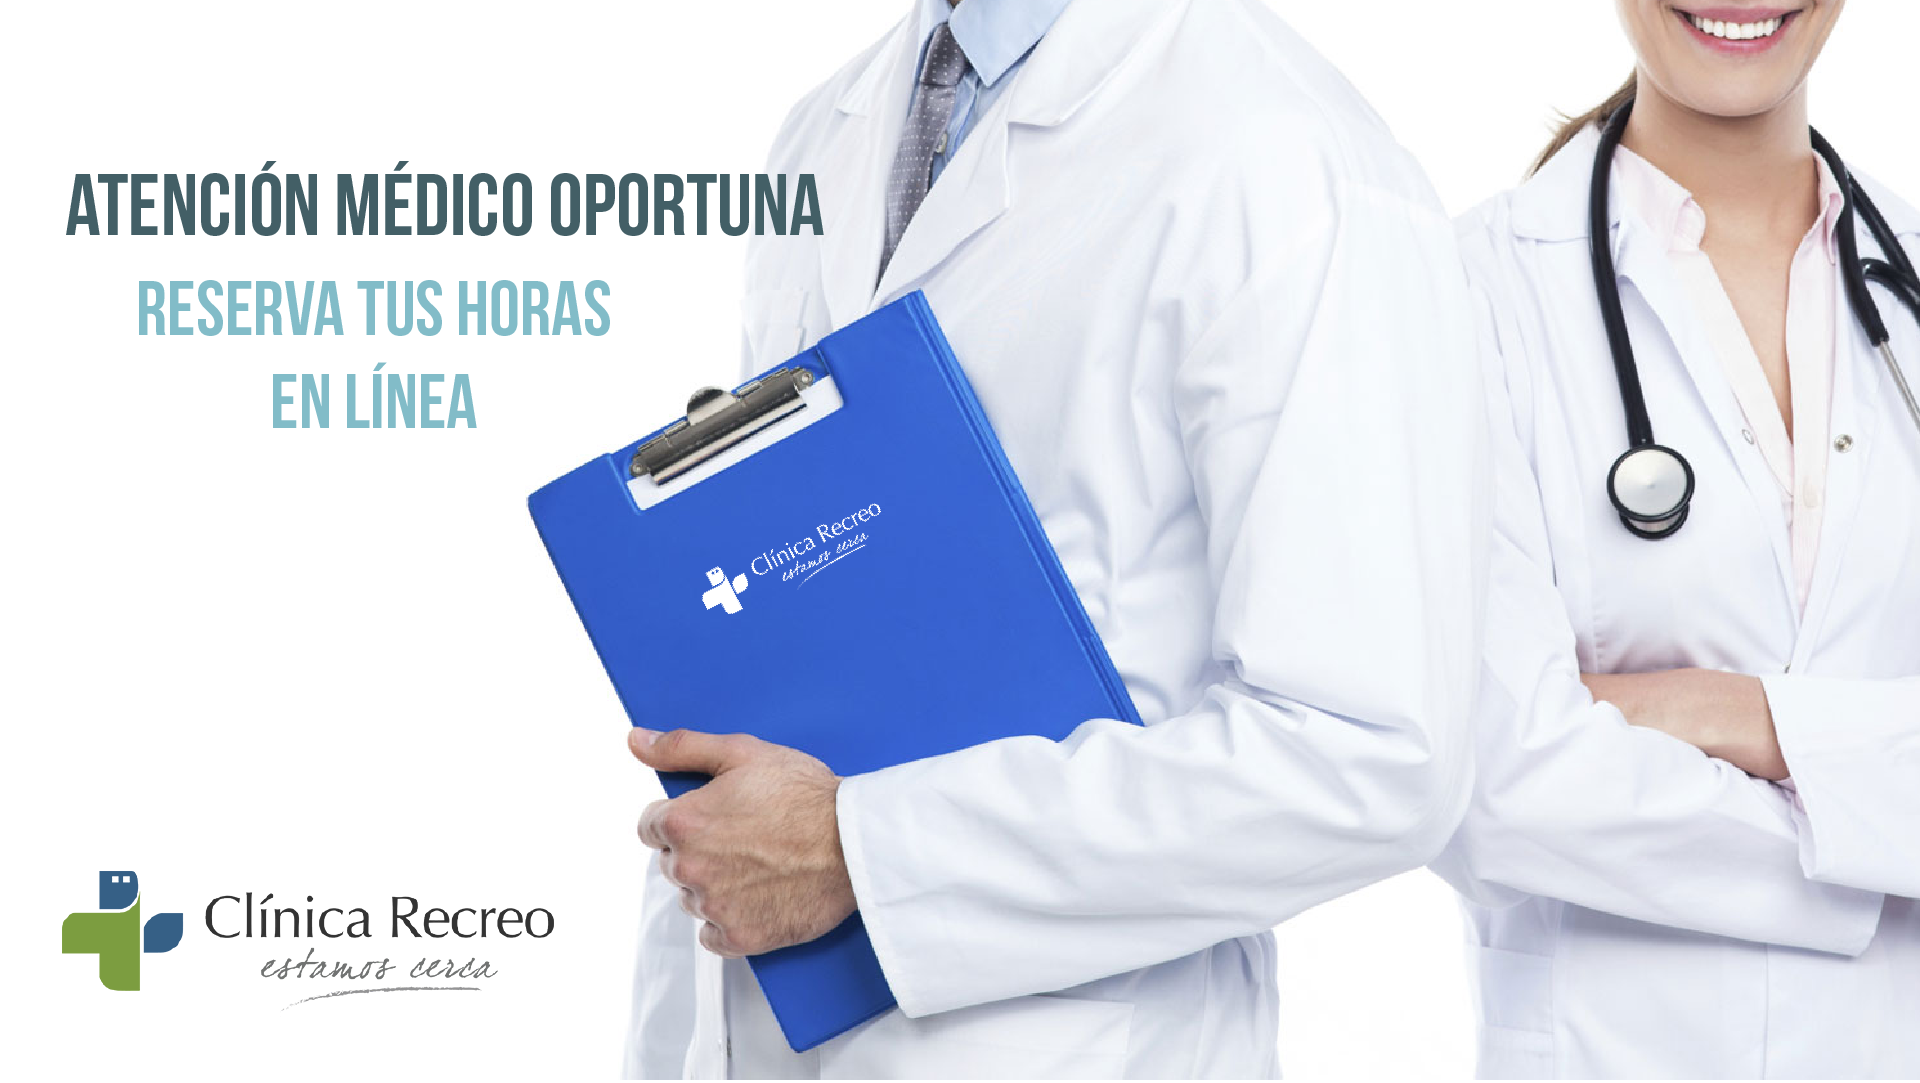 ATENCIÓN MÉDICO OPORTUNA
RESERVA TUS HORAS
EN LÍNEA
Clínica Recreo
estamos cerca
Clínica Recreo
estamos cerca